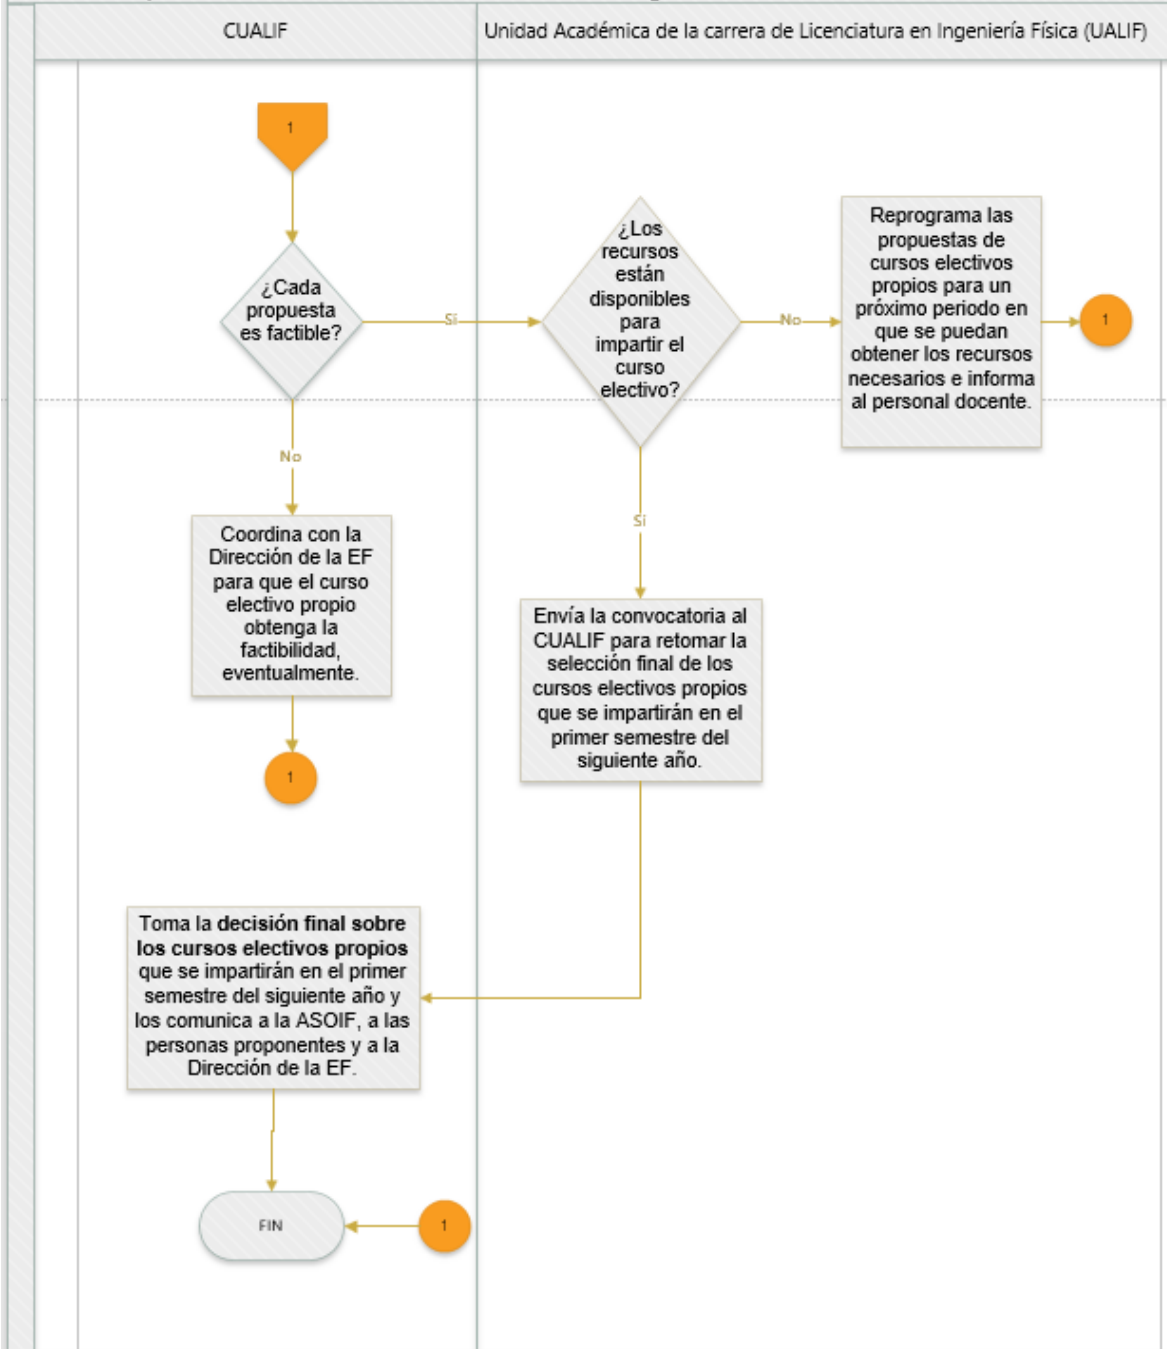 CUALIF
Unidad Académica de la carrera de Licenciatura en Ingeniería Física (UALIF)
1
¿Cada
propuesta
es factible?
Si
¿Los
recursos
están
disponibles
para
impartir el
curso
electivo?
No
Reprograma las
propuestas de
cursos electivos
propios para un
próximo periodo en
que se puedan
obtener los recursos
necesarios e informa
al personal docente.
1
No
Coordina con la
Dirección de la EF
para que el curso
electivo propio
obtenga la
factibilidad,
eventualmente.
1
Sí
Envía la convocatoria al
CUALIF para retomar la
selección final de los
cursos electivos propios
que se impartirán en el
primer semestre del
siguiente año.
Toma la decisión final sobre
los cursos electivos propios
que se impartirán en el primer
semestre del siguiente año y
los comunica a la ASOIF, a las
personas proponentes y a la
Dirección de la EF.
FIN
1